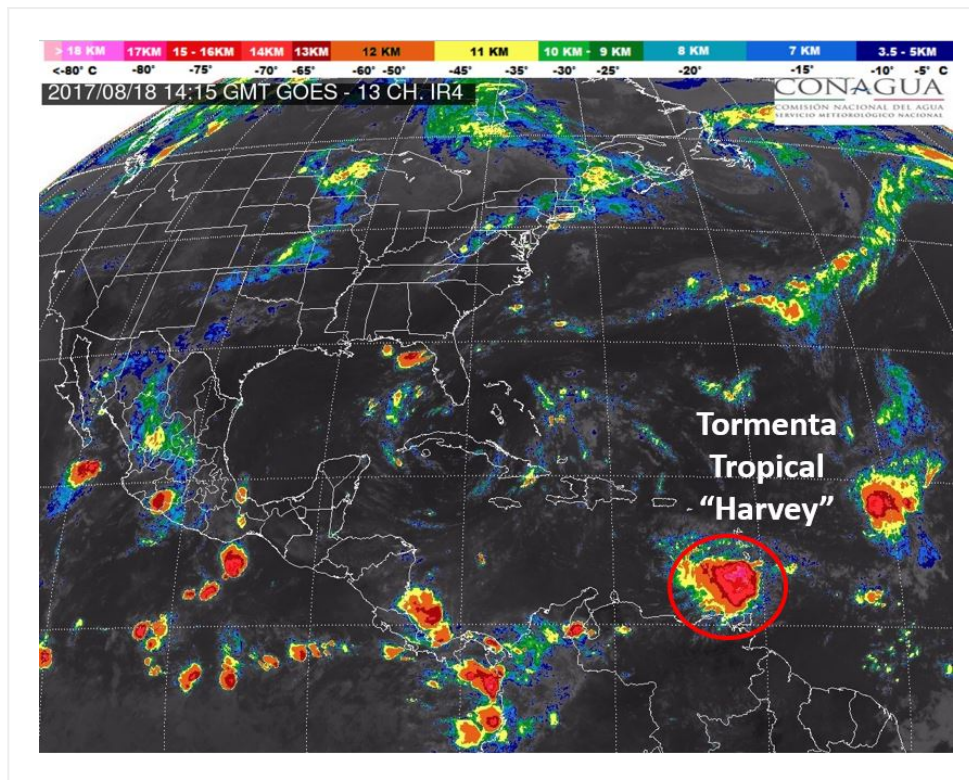 > 18 KM 17KM 15 - 16KM 14KM 13KM 12 KM 11 KM 10 KM - 9 KM 8 KM 7 KM 3.5 - 5KM
<-80° C -80° -75° -70° -65° -60° -50° -45° -35° -30° -25° -20° -15° -10° -5° C
2017/08/18 14:15 GMT GOES - 13 CH. IR4
CONAGUA
COMISIÓN NACIONAL DEL AGUA
SERVICIO METEOROLÓGICO NACIONAL
Tormenta
Tropical
“Harvey”